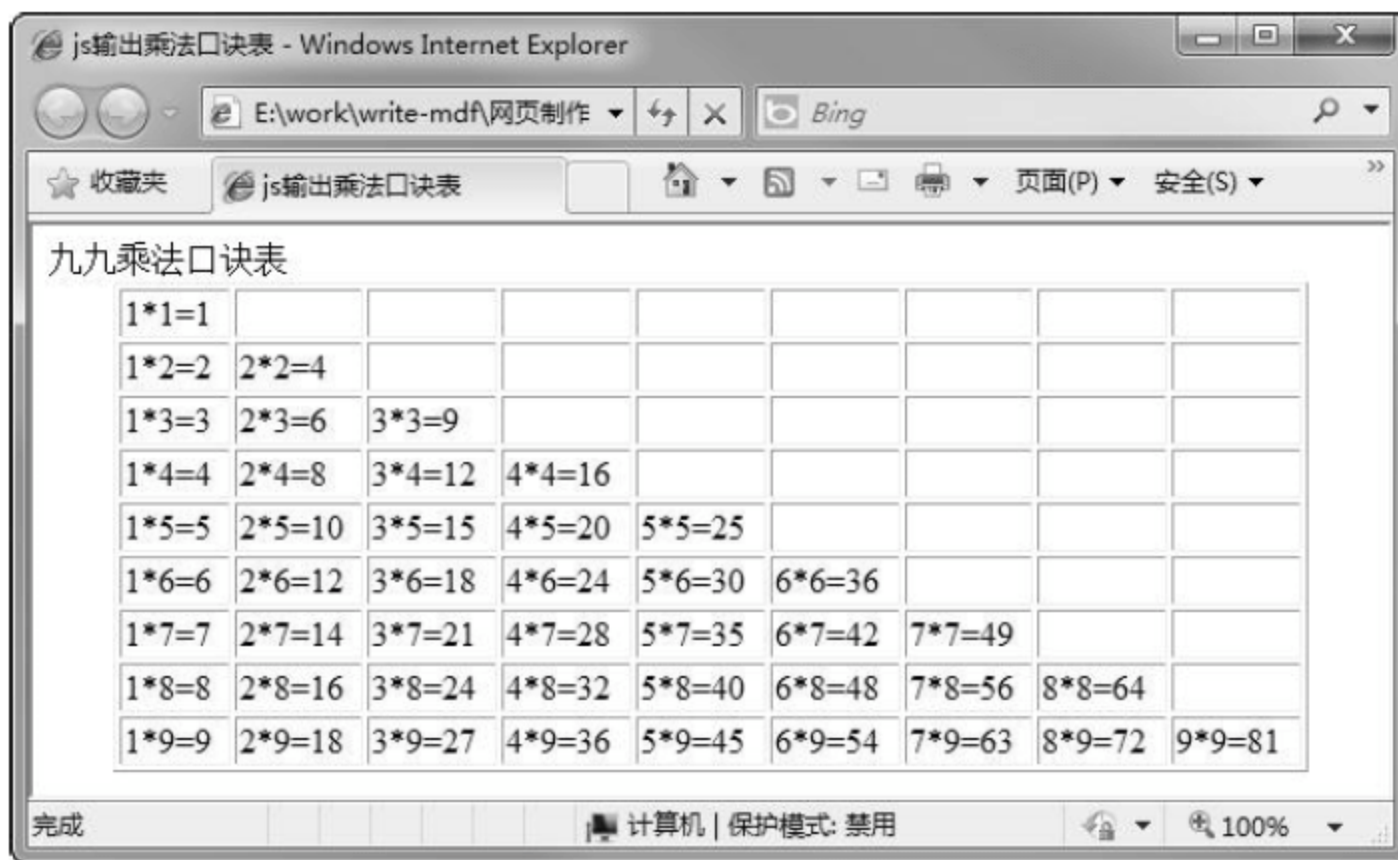 js输出乘法口诀表 - Windows Internet Explorer
E:\work\write-mdf\网页制作 Bing
收藏夹 js输出乘法口诀表 页面(P) 安全(S) »
九九乘法口诀表
1*1=1
1*2=2 2*2=4
1*3=3 2*3=6 3*3=9
1*4=4 2*4=8 3*4=12 4*4=16
1*5=5 2*5=10 3*5=15 4*5=20 5*5=25
1*6=6 2*6=12 3*6=18 4*6=24 5*6=30 6*6=36
1*7=7 2*7=14 3*7=21 4*7=28 5*7=35 6*7=42 7*7=49
1*8=8 2*8=16 3*8=24 4*8=32 5*8=40 6*8=48 7*8=56 8*8=64
1*9=9 2*9=18 3*9=27 4*9=36 5*9=45 6*9=54 7*9=63 8*9=72 9*9=81
完成 计算机 | 保护模式: 禁用 100%